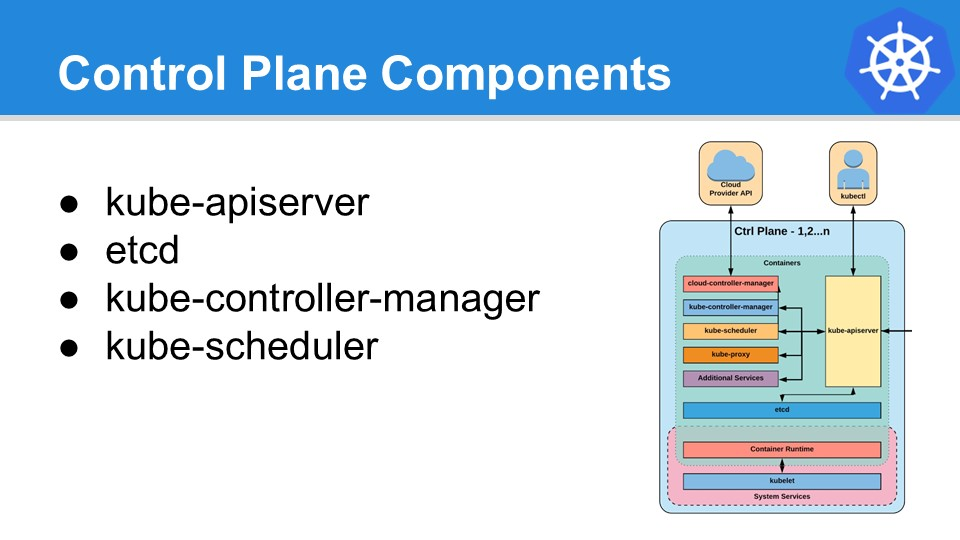 Control Plane Components
● kube-apiserver
● etcd
● kube-controller-manager
● kube-scheduler
Cloud
Provider API
kubectl
Ctrl Plane - 1,2...n
Containers
cloud-controller-manager
kube-controller-manager
kube-scheduler
kube-proxy
Additional Services
kube-apiserver
etcd
Container Runtime
kubelet
System Services